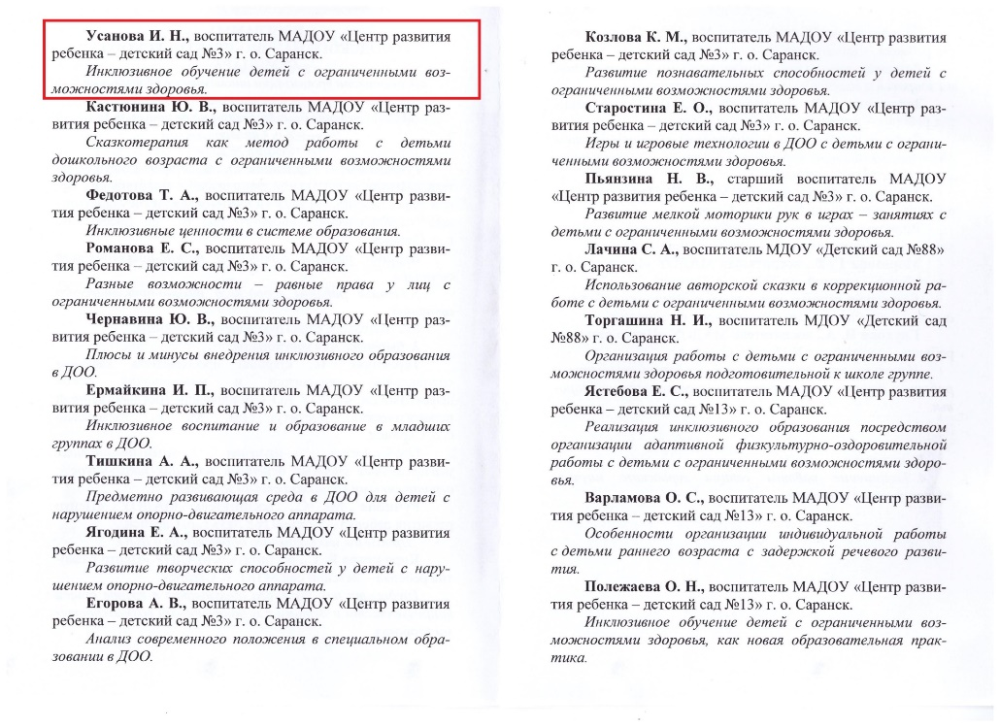 Усанова И. Н., воспитатель МАДОУ «Центр развития
ребенка – детский сад №3» г. о. Саранск.
Инклюзивное обучение детей с ограниченными воз-
можностями здоровья.
Кастюнина Ю. В., воспитатель МАДОУ «Центр раз-
вития ребенка – детский сад №3» г. о. Саранск.
Сказкотерапия как метод работы с детьми
дошкольного возраста с ограниченными возможностями
здоровья.
Федотова Т. А., воспитатель МАДОУ «Центр разви-
тия ребенка – детский сад №3» г. о. Саранск.
Инклюзивные ценности в системе образования.
Романова Е. С., воспитатель МАДОУ «Центр разви-
тия ребенка – детский сад №3» г. о. Саранск.
Разные возможности – равные права у лиц с
ограниченными возможностями здоровья.
Чернавина Ю. В., воспитатель МАДОУ «Центр раз-
вития ребенка – детский сад №3» г. о. Саранск.
Плюсы и минусы внедрения инклюзивного образования
в ДОО.
Ермайкина И. П., воспитатель МАДОУ «Центр раз-
вития ребенка – детский сад №3» г. о. Саранск.
Инклюзивное воспитание и образование в младших
группах в ДОО.
Тишкина А. А., воспитатель МАДОУ «Центр разви-
тия ребенка – детский сад №3» г. о. Саранск.
Предметно развивающая среда в ДОО для детей с
нарушением опорно-двигательного аппарата.
Ягодина Е. А., воспитатель МАДОУ «Центр развития
ребенка – детский сад №3» г. о. Саранск.
Развитие творческих способностей у детей с нару-
шением опорно-двигательного аппарата.
Егорова А. В., воспитатель МАДОУ «Центр развития
ребенка – детский сад №3» г. о. Саранск.
Анализ современного положения в специальном обра-
зовании в ДОО.
Козлова К. М., воспитатель МАДОУ «Центр развития
ребенка – детский сад №3» г. о. Саранск.
Развитие познавательных способностей у детей с
ограниченными возможностями здоровья.
Старостина Е. О., воспитатель МАДОУ «Центр раз-
вития ребенка – детский сад №3» г. о. Саранск.
Игры и игровые технологии в ДОО с детьми с ограни-
ченными возможностями здоровья.
Пьянзина Н. В., старший воспитатель МАДОУ
«Центр развития ребенка – детский сад №3» г. о. Саранск.
Развитие мелкой моторики рук в играх – занятиях с
детьми с ограниченными возможностями здоровья.
Лачина С. А., воспитатель МДОУ «Детский сад №88»
г. о. Саранск.
Использование авторской сказки в коррекционной ра-
боте с детьми с ограниченными возможностями здоровья.
Торгашина Н. И., воспитатель МДОУ «Детский сад
№88» г. о. Саранск.
Организация работы с детьми с ограниченными воз-
можностями здоровья подготовительной к школе группе.
Ястебова Е. С., воспитатель МАДОУ «Центр развития
ребенка – детский сад №13» г. о. Саранск.
Реализация инклюзивного образования посредством
организации адаптивной физкультурно-оздоровительной
работы с детьми с ограниченными возможностями здоро-
вья.
Варламова О. С., воспитатель МАДОУ «Центр разви-
тия ребенка – детский сад №13» г. о. Саранск.
Особенности организации индивидуальной работы
с детьми раннего возраста с задержкой речевого разви-
тия.
Полежаева О. Н., воспитатель МАДОУ «Центр разви-
тия ребенка – детский сад №13» г. о. Саранск.
Инклюзивное обучение детей с ограниченными воз-
можностями здоровья, как новая образовательная прак-
тика.